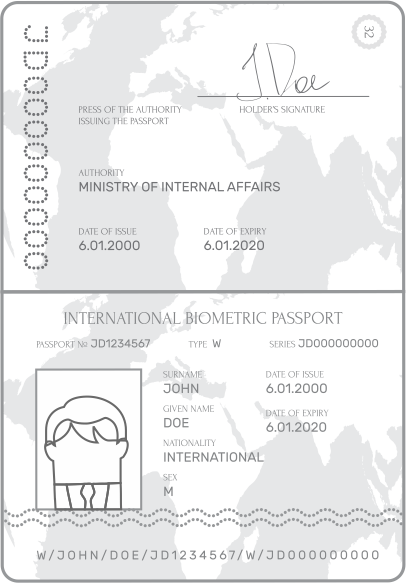 32
JD000000000
J.Doe
PRESS OF THE AUTHORITY
ISSUING THE PASSPORT
HOLDER'S SIGNATURE
AUTHORITY
MINISTRY OF INTERNAL AFFAIRS
DATE OF ISSUE
6.01.2000
DATE OF EXPIRY
6.01.2020
INTERNATIONAL BIOMETRIC PASSPORT
PASSPORT № JD1234567 TYPE W SERIES JD000000000
SURNAME
JOHN
DATE OF ISSUE
6.01.2000
GIVEN NAME
DOE
DATE OF EXPIRY
6.01.2020
NATIONALITY
INTERNATIONAL
SEX
M
W/JOHN/DOE/JD1234567/W/JD000000000